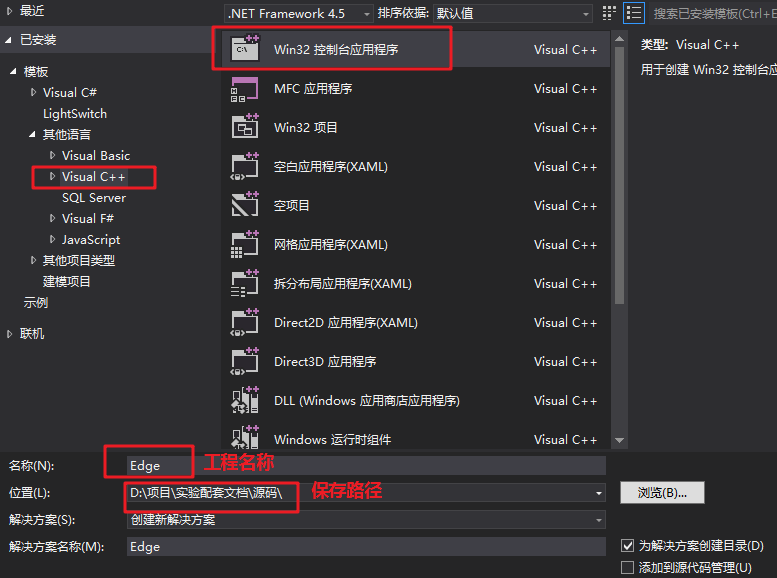 最近
.NET Framework 4.5 排序依据: 默认值 搜索已安装模板(Ctrl+E
已安装
模板
Visual C#
LightSwitch
其他语言
Visual Basic
Visual C++
SQL Server
Visual F#
JavaScript
其他项目类型
建模项目
示例
联机
C:\ Win32 控制台应用程序 Visual C++
MFC 应用程序 Visual C++
Win32 项目 Visual C++
空白应用程序(XAML) Visual C++
空项目 Visual C++
网格应用程序(XAML) Visual C++
拆分布局应用程序(XAML) Visual C++
Direct2D 应用程序(XAML) Visual C++
Direct3D 应用程序 Visual C++
DLL (Windows 应用商店应用程序) Visual C++
Windows 运行时组件 Visual C++
类型: Visual C++
用于创建 Win32 控制台应
名称(N): Edge 工程名称
位置(L): D:\项目\实验配套文档\源码\ 保存路径 浏览(B)...
解决方案(S): 创建新解决方案
解决方案名称(M): Edge 为解决方案创建目录(D)
添加到源代码管理(U)